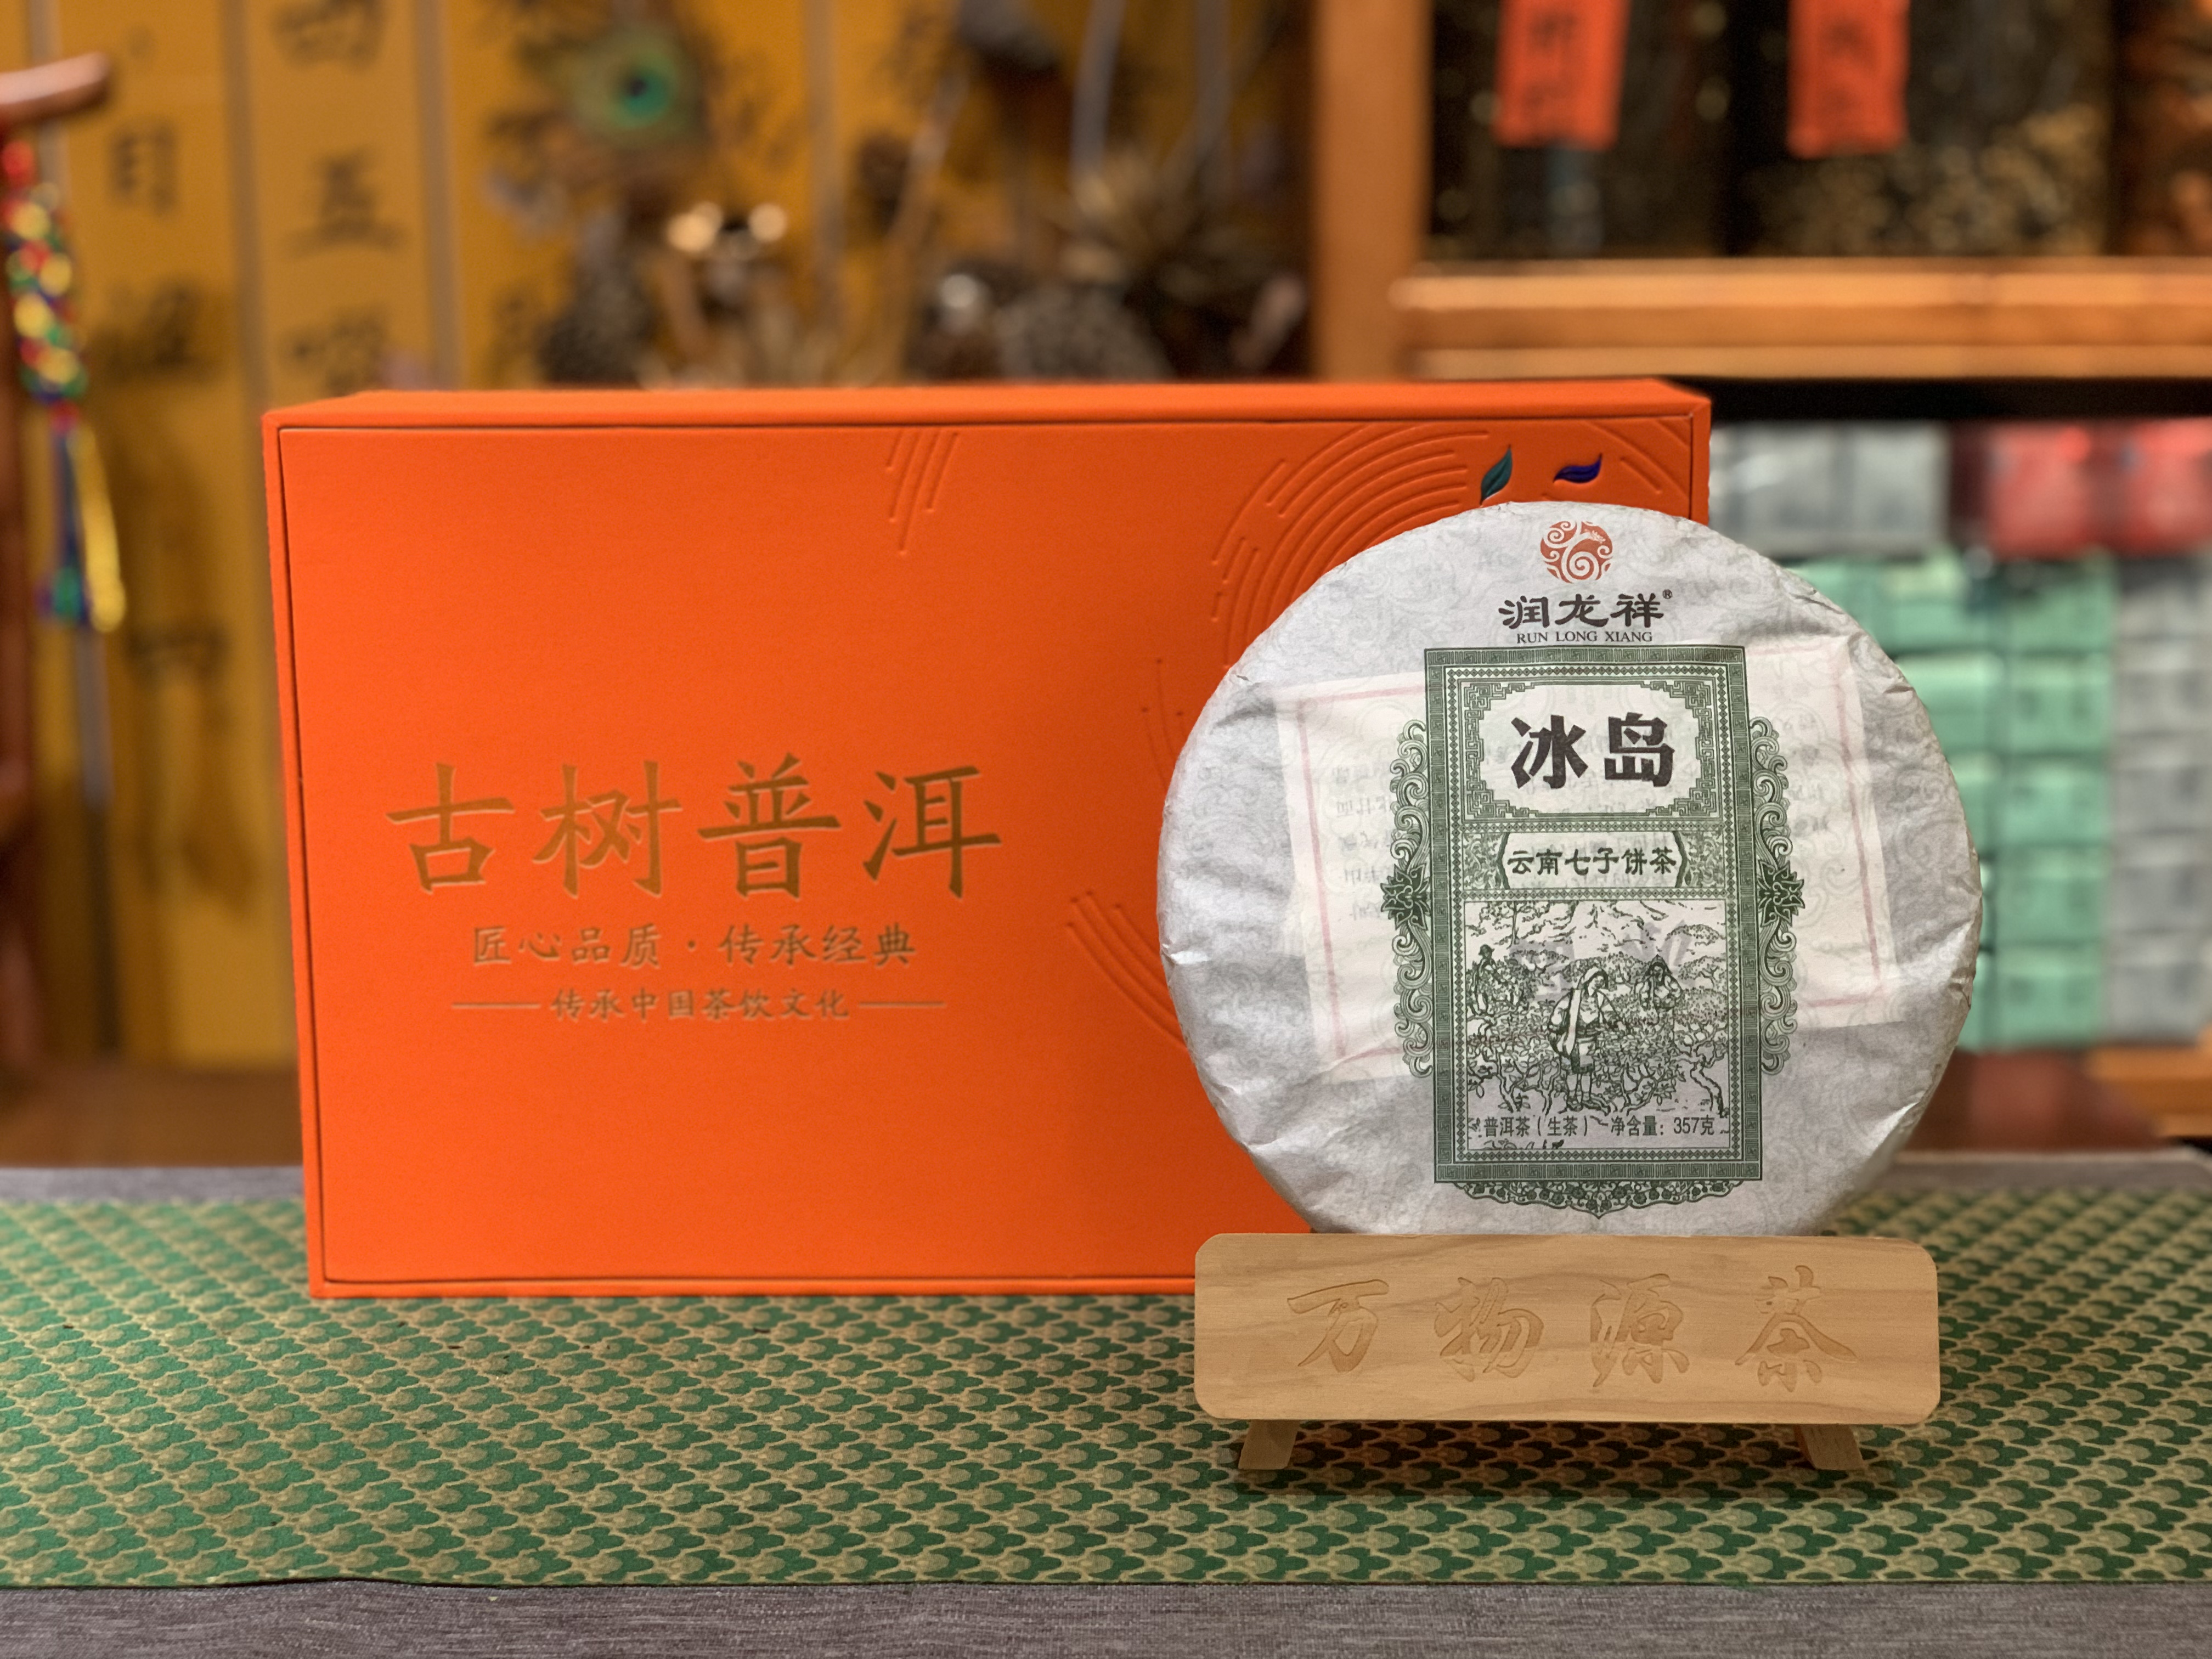 古树普洱
匠心品质·传承经典
传承中国茶饮文化
润龙祥®
RUN LONG XIANG
冰岛
云南七子饼茶
普洱茶（生茶） 净含量：357克
万物源茶